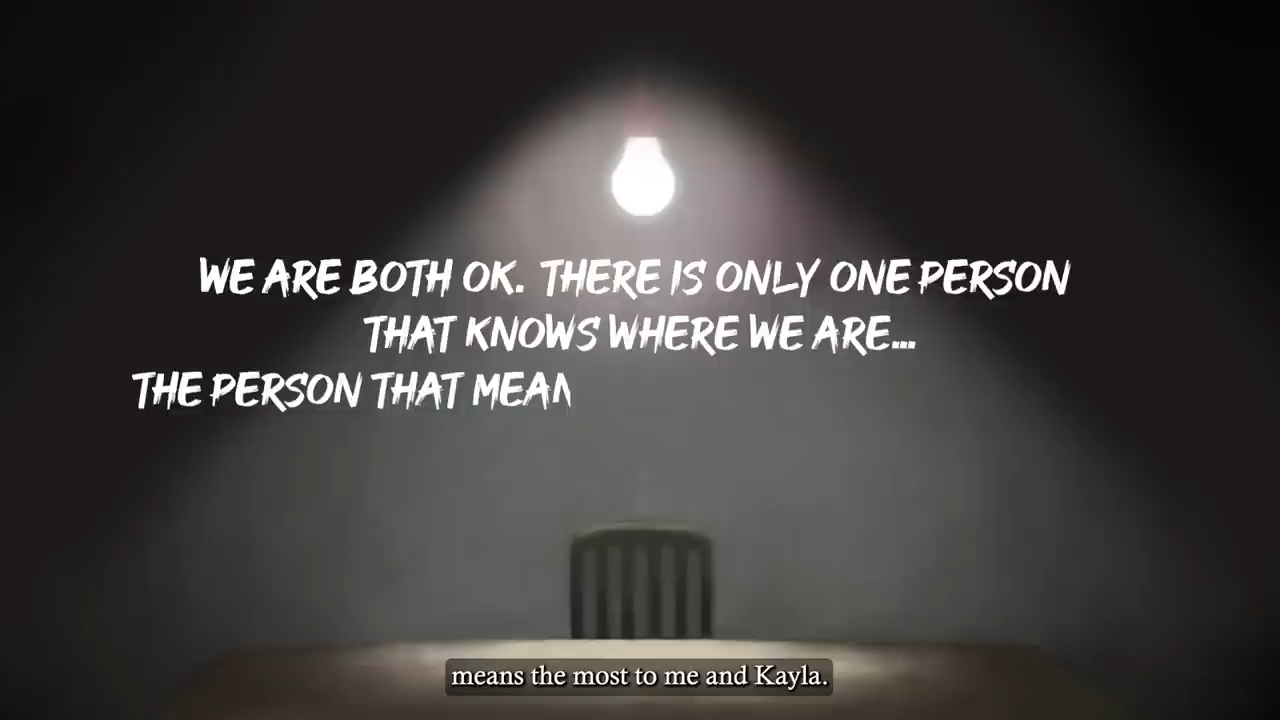 WE ARE BOTH OK. THERE IS ONLY ONE PERSON
THAT KNOWS WHERE WE ARE...
THE PERSON THAT MEAN
means the most to me and Kayla.